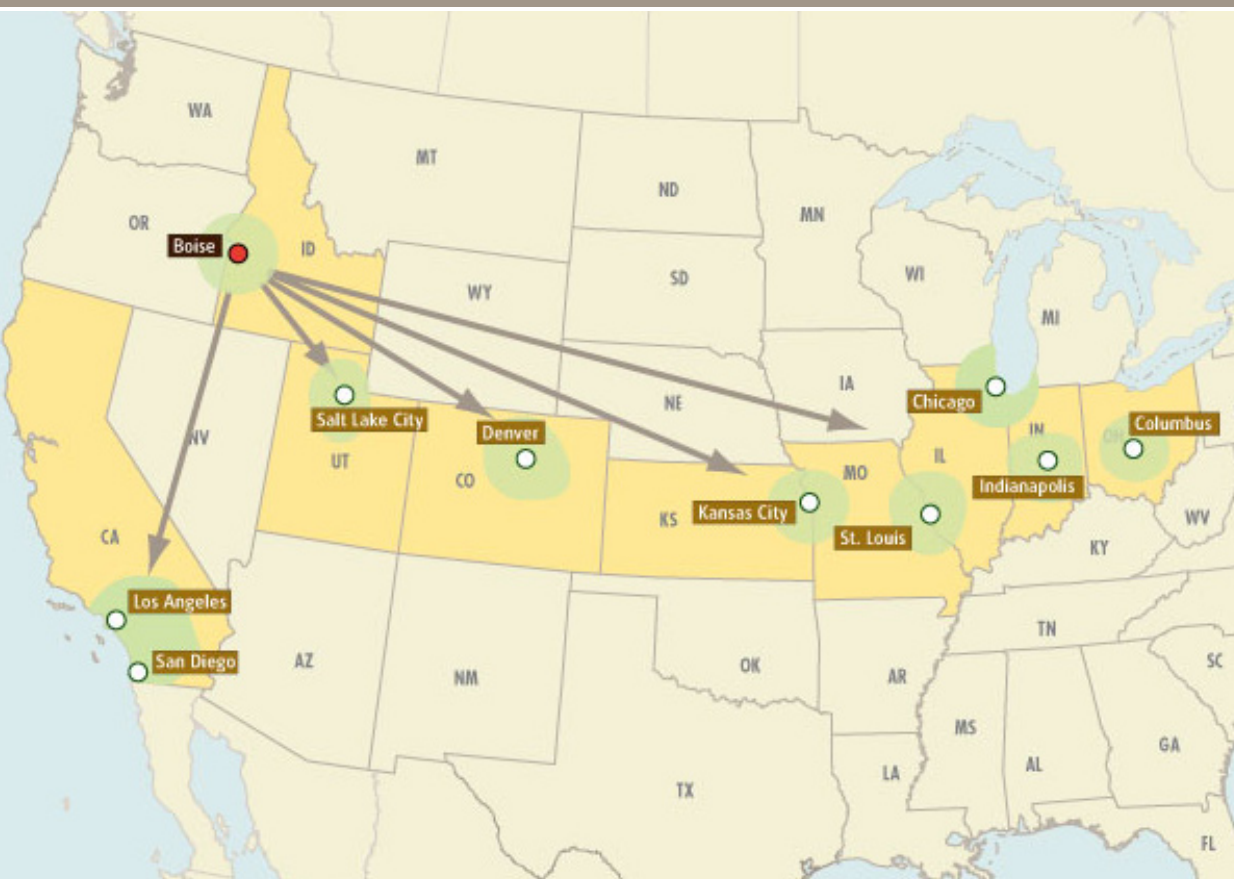 WA
MT
ND
MN
OR
Boise
ID
WI
SD
WY
MI
IA
Chicago
NE
Salt Lake City
Denver
Columbus
IN
OH
NV
UT
CO
MO
IL
Indianapolis
Kansas City
KS
St. Louis
WV
CA
KY
Los Angeles
TN
San Diego
AZ
NM
OK
AR
SC
MS
GA
AL
LA
TX
FL